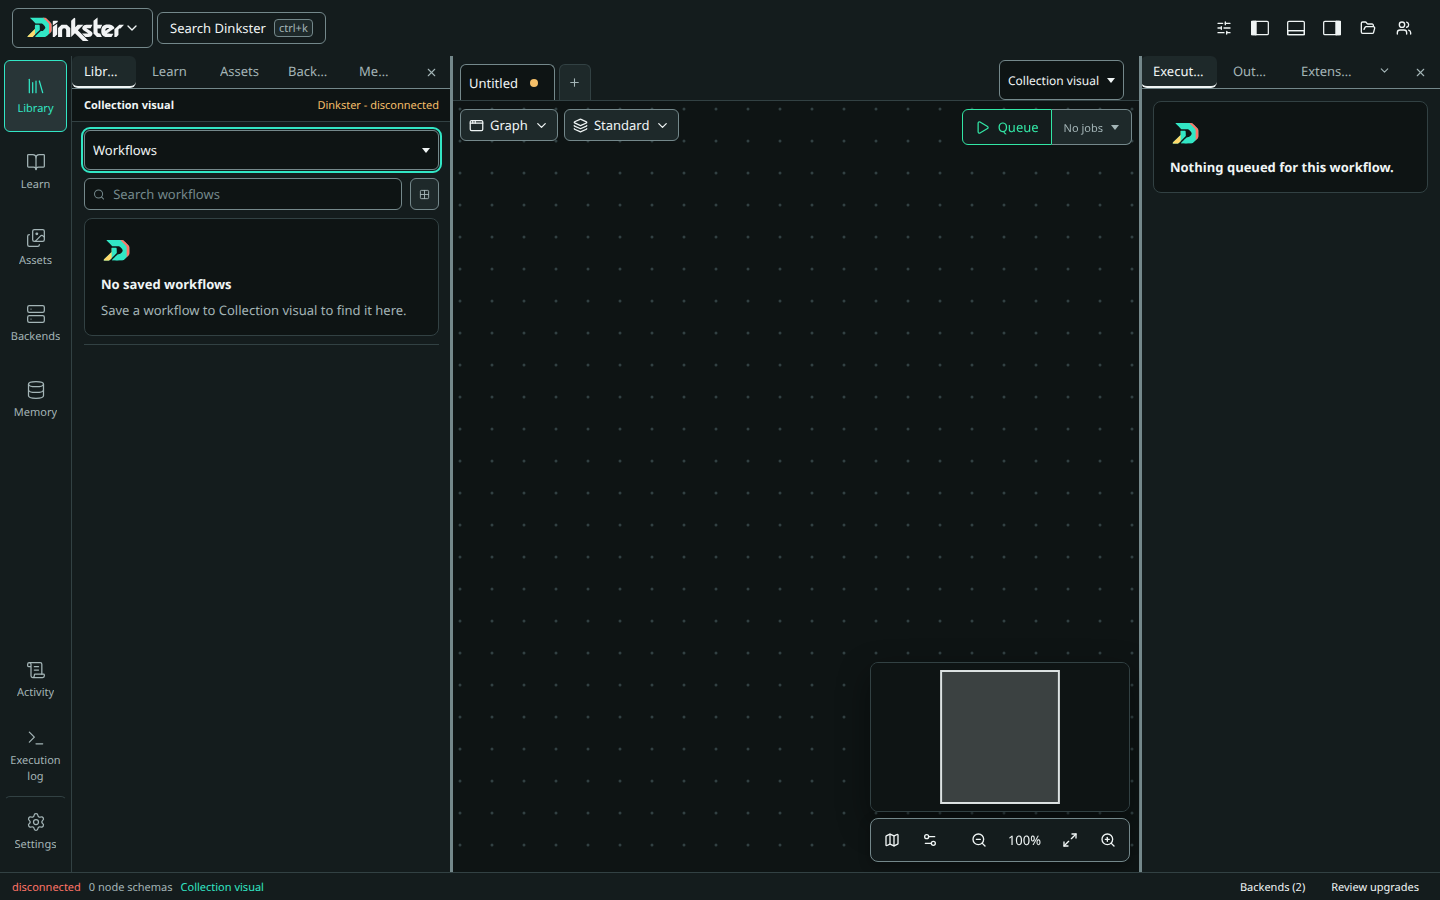 Dinkster
Search Dinkster ctrl+k
Libr... Learn Assets Back... Me...
Untitled
Collection visual
Execut... Out... Extens...
Library
Learn
Assets
Backends
Memory
Activity
Execution
log
Settings
Collection visual Dinkster - disconnected
Workflows
Search workflows
No saved workflows
Save a workflow to Collection visual to find it here.
Graph Standard
Queue No jobs
100%
Nothing queued for this workflow.
disconnected 0 node schemas Collection visual
Backends (2) Review upgrades